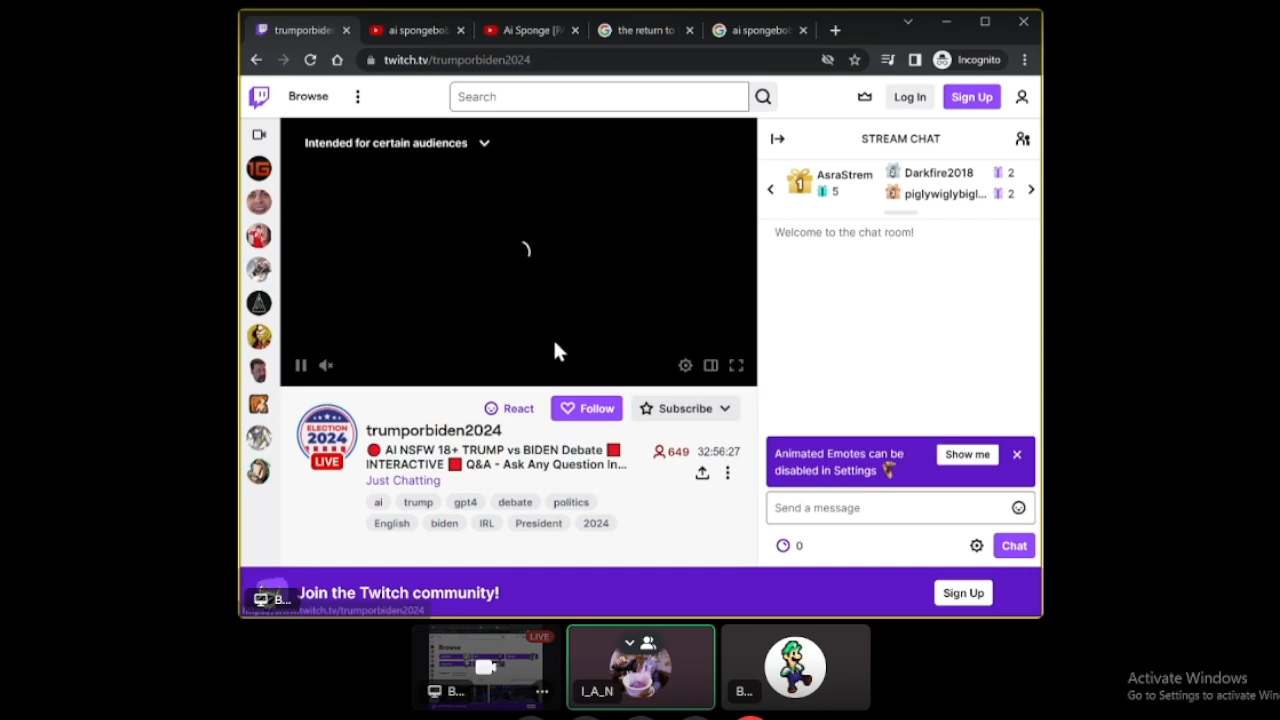 trumporbide
ai spongebo
Ai Sponge [P
the return to
ai spongebo
twitch.tv/trumporbiden2024
Incognito
Browse
Search
Log In
Sign Up
Intended for certain audiences
STREAM CHAT
1
AsraStrem
5
Darkfire2018
2
piglywiglybigl...
2
Welcome to the chat room!
React
Follow
Subscribe
ELECTION
2024
LIVE
trumporbiden2024
AI NSFW 18+ TRUMP vs BIDEN Debate
INTERACTIVE Q&A - Ask Any Question In...
649
32:56:27
Just Chatting
ai
trump
gpt4
debate
politics
English
biden
IRL
President
2024
Animated Emotes can be
disabled in Settings
Show me
Send a message
0
Chat
Join the Twitch community!
Sign Up
B...
https://www.twitch.tv/trumporbiden2024
LIVE
Browse
B...
I_A_N
B...
Activate Windows
Go to Settings to activate Win